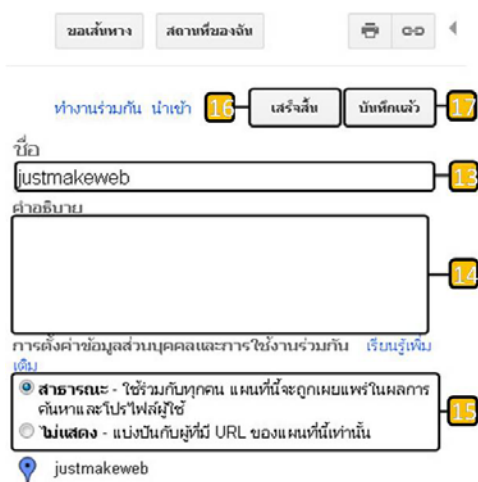 ขอเส้นทาง สถานที่ของฉัน
ทำงานร่วมกัน นำเข้า 16 เสร็จสิ้น บันทึกแล้ว 17
ชื่อ
justmakeweb 13
คำอธิบาย
14
การตั้งค่าข้อมูลส่วนบุคคลและการใช้งานร่วมกัน เรียนรู้เพิ่ม
เติม
สาธารณะ - ใช้ร่วมกับทุกคน แผนที่นี้จะถูกเผยแพร่ในผลการ
ค้นหาและโปรไฟล์ผู้ใช้ 15
ไม่แสดง - แบ่งปันกับผู้ที่มี URL ของแผนที่นี้เท่านั้น
justmakeweb